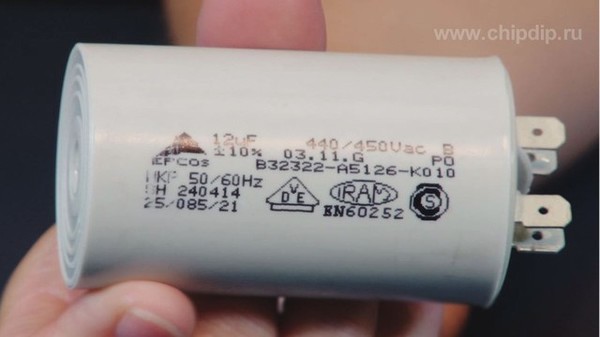 www.chipdip.ru
12uF 440/450Vac B
±10% 03.11.G PO
EPCOS B32322-A5126-K010
MKP 50/60Hz
SH 240414
25/085/21
VDE
IRAM
S
EN60252